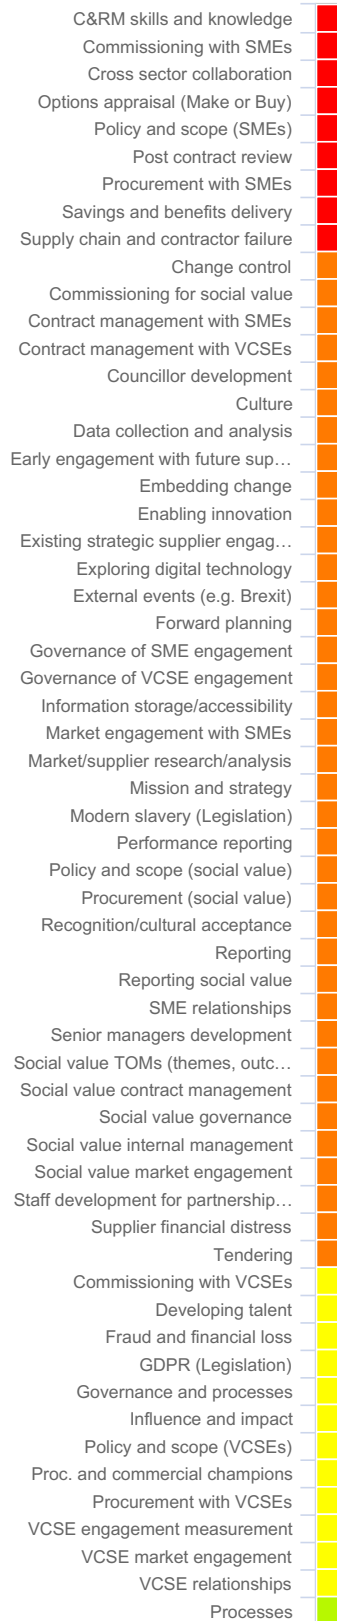 C&RM skills and knowledge
Commissioning with SMEs
Cross sector collaboration
Options appraisal (Make or Buy)
Policy and scope (SMEs)
Post contract review
Procurement with SMEs
Savings and benefits delivery
Supply chain and contractor failure
Change control
Commissioning for social value
Contract management with SMEs
Contract management with VCSEs
Councillor development
Culture
Data collection and analysis
Early engagement with future sup…
Embedding change
Enabling innovation
Existing strategic supplier engag…
Exploring digital technology
External events (e.g. Brexit)
Forward planning
Governance of SME engagement
Governance of VCSE engagement
Information storage/accessibility
Market engagement with SMEs
Market/supplier research/analysis
Mission and strategy
Modern slavery (Legislation)
Performance reporting
Policy and scope (social value)
Procurement (social value)
Recognition/cultural acceptance
Reporting
Reporting social value
SME relationships
Senior managers development
Social value TOMs (themes, outc…
Social value contract management
Social value governance
Social value internal management
Social value market engagement
Staff development for partnership…
Supplier financial distress
Tendering
Commissioning with VCSEs
Developing talent
Fraud and financial loss
GDPR (Legislation)
Governance and processes
Influence and impact
Policy and scope (VCSEs)
Proc. and commercial champions
Procurement with VCSEs
VCSE engagement measurement
VCSE market engagement
VCSE relationships
Processes